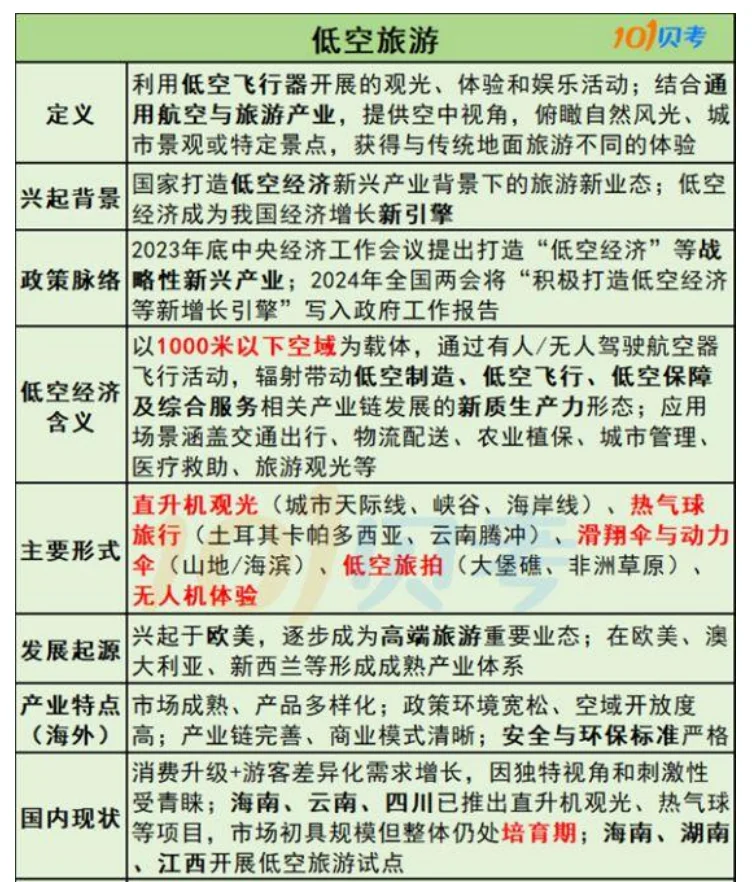 低空旅游
101贝考
定义
利用低空飞行器开展的观光、体验和娱乐活动；结合通
用航空与旅游产业，提供空中视角，俯瞰自然风光、城
市景观或特定景点，获得与传统地面旅游不同的体验
兴起背景
国家打造低空经济新兴产业背景下的旅游新业态；低空
经济成为我国经济增长新引擎
政策脉络
2023年底中央经济工作会议提出打造“低空经济”等战
略性新兴产业；2024年全国两会将“积极打造低空经济
等新增长引擎”写入政府工作报告
低空经济
含义
以1000米以下空域为载体，通过有人/无人驾驶航空器
飞行活动，辐射带动低空制造、低空飞行、低空保障
及综合服务相关产业链发展的新质生产力形态；应用
场景涵盖交通出行、物流配送、农业植保、城市管理、
医疗救助、旅游观光等
主要形式
直升机观光（城市天际线、峡谷、海岸线）、热气球
旅行（土耳其卡帕多西亚、云南腾冲）、滑翔伞与动力
伞（山地/海滨）、低空旅拍（大堡礁、非洲草原）、
无人机体验
101贝考
发展起源
兴起于欧美，逐步成为高端旅游重要业态；在欧美、澳
大利亚、新西兰等形成成熟产业体系
产业特点
（海外）
市场成熟、产品多样化；政策环境宽松、空域开放度
高；产业链完善、商业模式清晰；安全与环保标准严格
国内现状
消费升级+游客差异化需求增长，因独特视角和刺激性
受青睐；海南、云南、四川已推出直升机观光、热气球
等项目，市场初具规模但整体仍处培育期；海南、湖南
、江西开展低空旅游试点